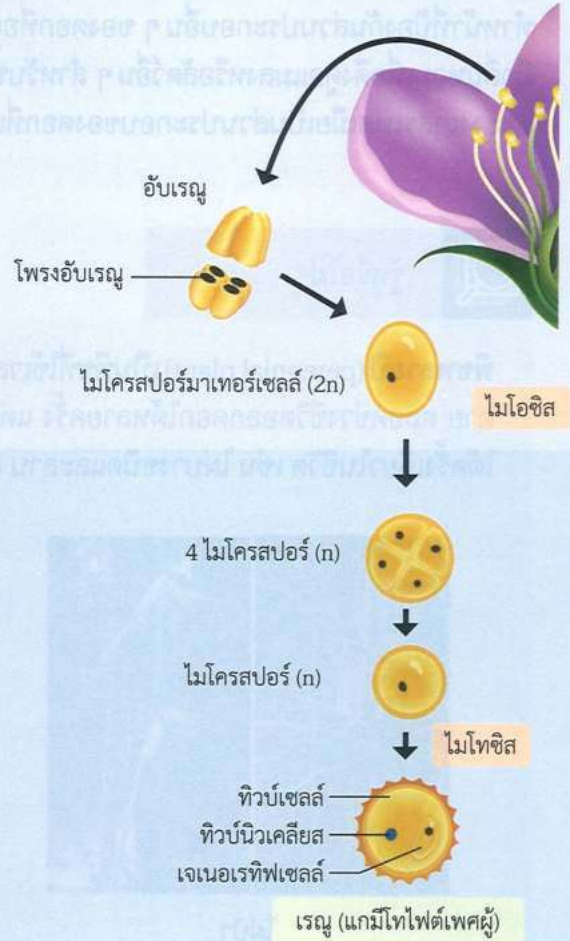 อับเรณู
โพรงอับเรณู
ไมโครสปอร์มาเทอร์เซลล์ (2n)
ไมโอซิส
4 ไมโครสปอร์ (n)
ไมโครสปอร์ (n)
ไมโทซิส
ทิวบ์เซลล์
ทิวบ์นิวเคลียส
เจเนอเรทิฟเซลล์
เรณู (แกมีโทไฟต์เพศผู้)